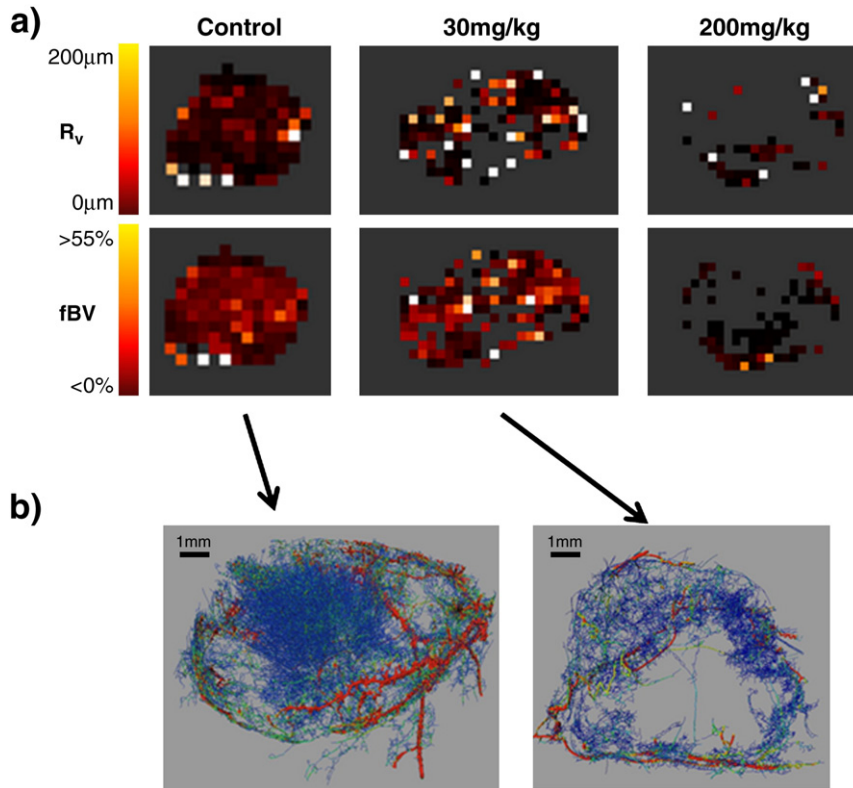 a)
Control
30mg/kg
200mg/kg
200µm
Rv
0µm
>55%
fBV
<0%
b)
1mm
1mm